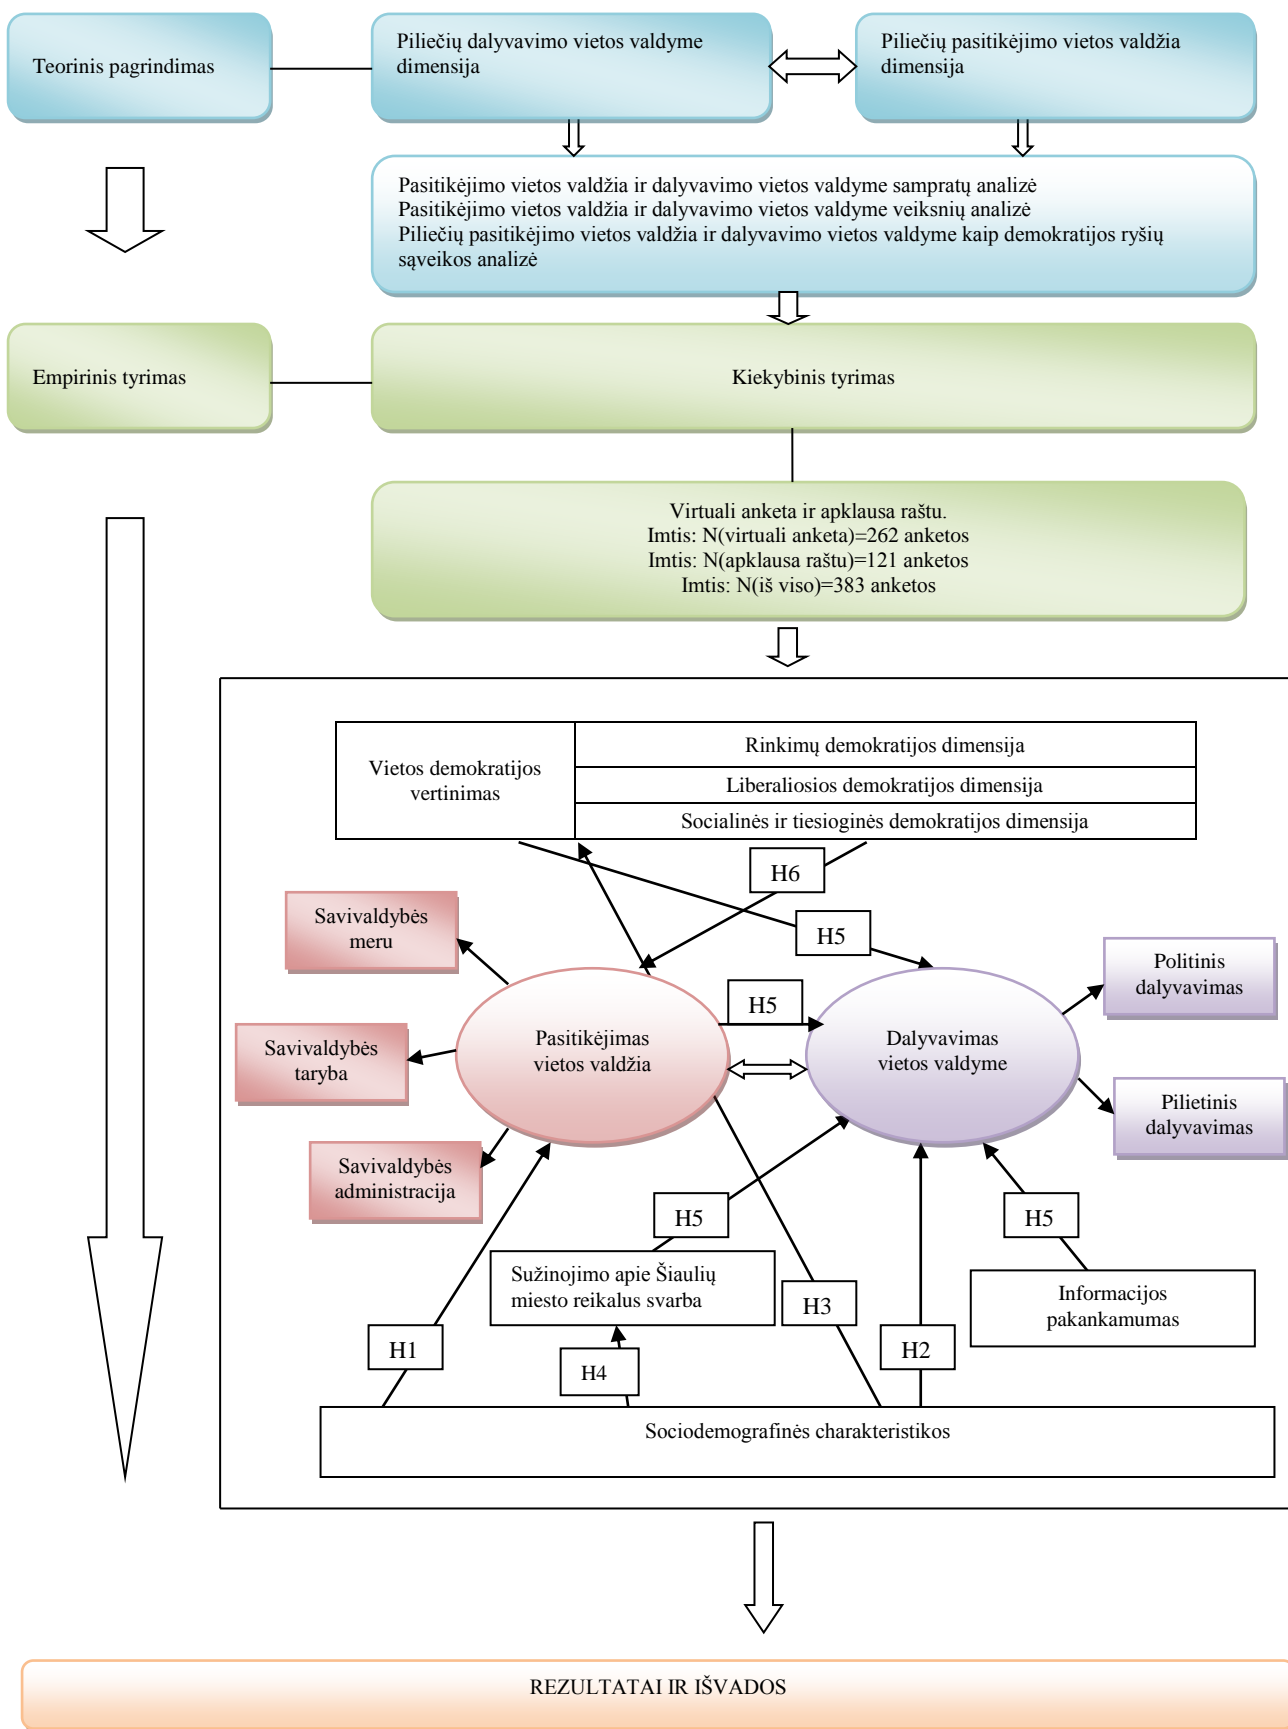 Teorinis pagrindimas
Piliečių dalyvavimo vietos valdyme
dimensija
Piliečių pasitikėjimo vietos valdžia
dimensija
Pasitikėjimo vietos valdžia ir dalyvavimo vietos valdyme sampratų analizė
Pasitikėjimo vietos valdžia ir dalyvavimo vietos valdyme veiksnių analizė
Piliečių pasitikėjimo vietos valdžia ir dalyvavimo vietos valdyme kaip demokratijos ryšių
sąveikos analizė
Empirinis tyrimas
Kiekybinis tyrimas
Virtuali anketa ir apklausa raštu.
Imtis: N(virtuali anketa)=262 anketos
Imtis: N(apklausa raštu)=121 anketos
Imtis: N(iš viso)=383 anketos
Vietos demokratijos
vertinimas
Rinkimų demokratijos dimensija
Liberaliosios demokratijos dimensija
Socialinės ir tiesioginės demokratijos dimensija
H6
H5
Savivaldybės
meru
Savivaldybės
taryba
Savivaldybės
administracija
Pasitikėjimas
vietos valdžia
H5
Dalyvavimas
vietos valdyme
Politinis
dalyvavimas
Pilietinis
dalyvavimas
H5
H5
Sužinojimo apie Šiaulių
miesto reikalus svarba
Informacijos
pakankamumas
H1
H4
H3
H2
Sociodemografinės charakteristikos
REZULTATAI IR IŠVADOS